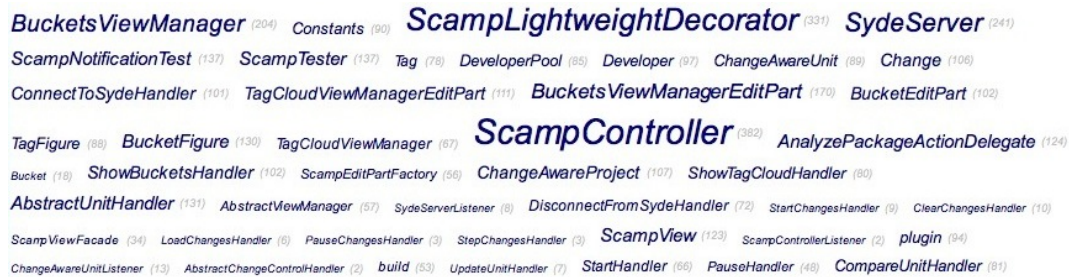 BucketsViewManager (204) Constants (90) ScampLightweightDecorator (331) SydeServer (241)
ScampNotificationTest (137) ScampTester (137) Tag (78) DeveloperPool (85) Developer (97) ChangeAwareUnit (89) Change (106)
ConnectToSydeHandler (101) TagCloudViewManagerEditPart (111) BucketsViewManagerEditPart (170) BucketEditPart (102)
TagFigure (88) BucketFigure (130) TagCloudViewManager (67) ScampController (382) AnalyzePackageActionDelegate (124)
Bucket (18) ShowBucketsHandler (102) ScampEditPartFactory (56) ChangeAwareProject (107) ShowTagCloudHandler (80)
AbstractUnitHandler (131) AbstractViewManager (57) SydeServerListener (8) DisconnectFromSydeHandler (72) StartChangesHandler (9) ClearChangesHandler (10)
ScampViewFacade (34) LoadChangesHandler (6) PauseChangesHandler (3) StepChangesHandler (3) ScampView (123) ScampControllerListener (2) plugin (94)
ChangeAwareUnitListener (13) AbstractChangeControlHandler (2) build (53) UpdateUnitHandler (7) StartHandler (66) PauseHandler (48) CompareUnitHandler (81)